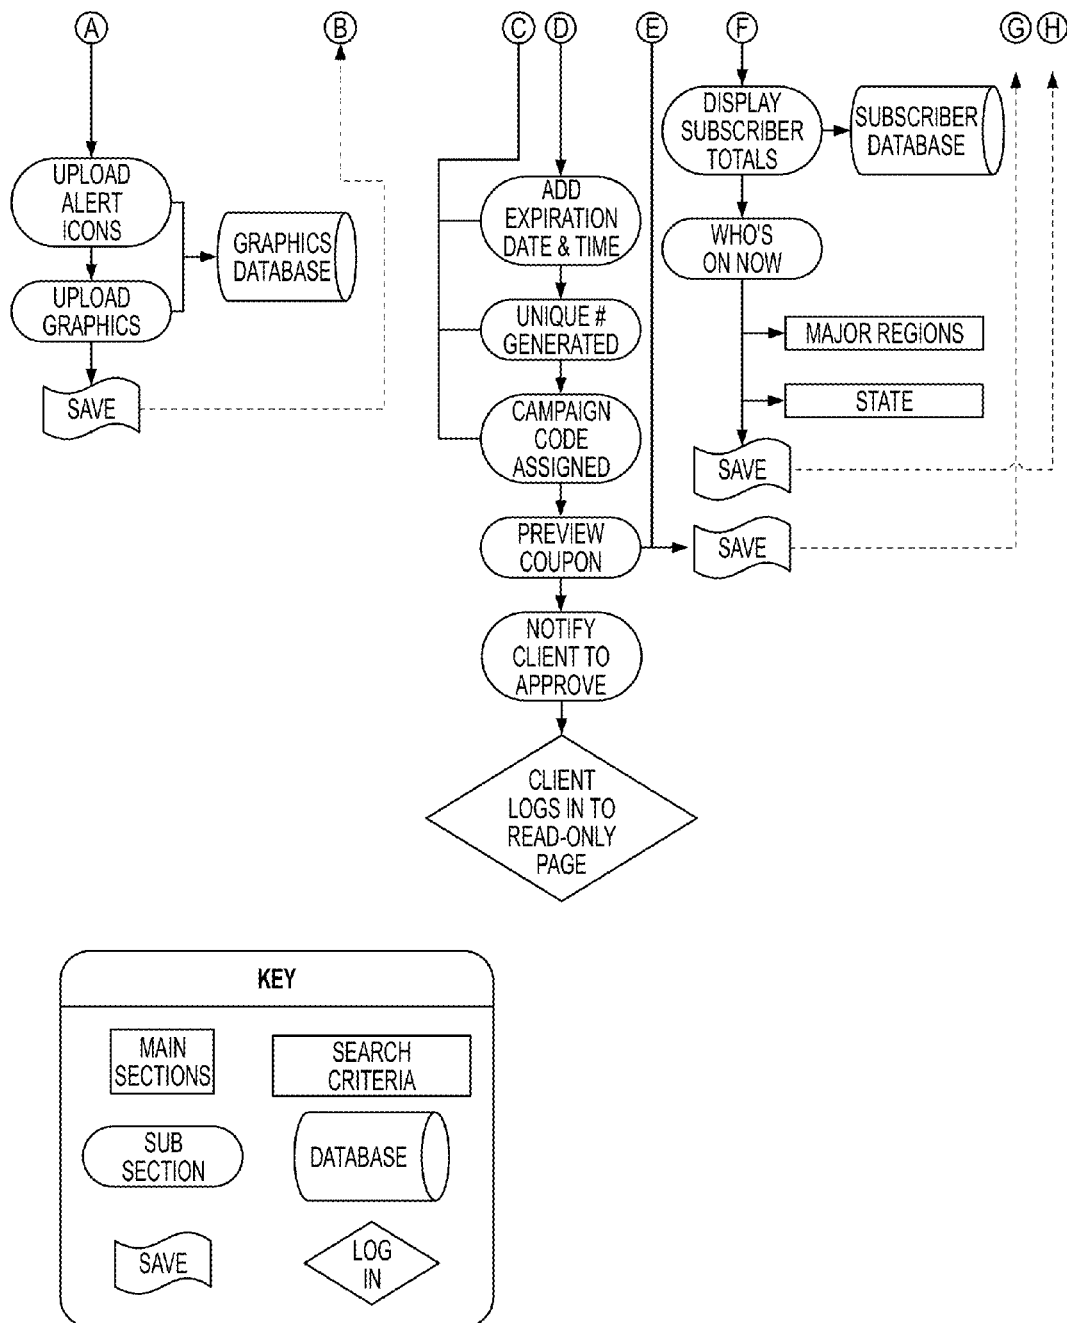 A
B
C
D
E
F
G
H
UPLOAD
ALERT
ICONS
UPLOAD
GRAPHICS
SAVE
GRAPHICS
DATABASE
ADD
EXPIRATION
DATE & TIME
UNIQUE #
GENERATED
CAMPAIGN
CODE
ASSIGNED
PREVIEW
COUPON
NOTIFY
CLIENT TO
APPROVE
CLIENT
LOGS IN TO
READ-ONLY
PAGE
DISPLAY
SUBSCRIBER
TOTALS
SUBSCRIBER
DATABASE
WHO'S
ON NOW
MAJOR REGIONS
STATE
SAVE
SAVE
KEY
MAIN
SECTIONS
SEARCH
CRITERIA
SUB
SECTION
DATABASE
SAVE
LOG
IN